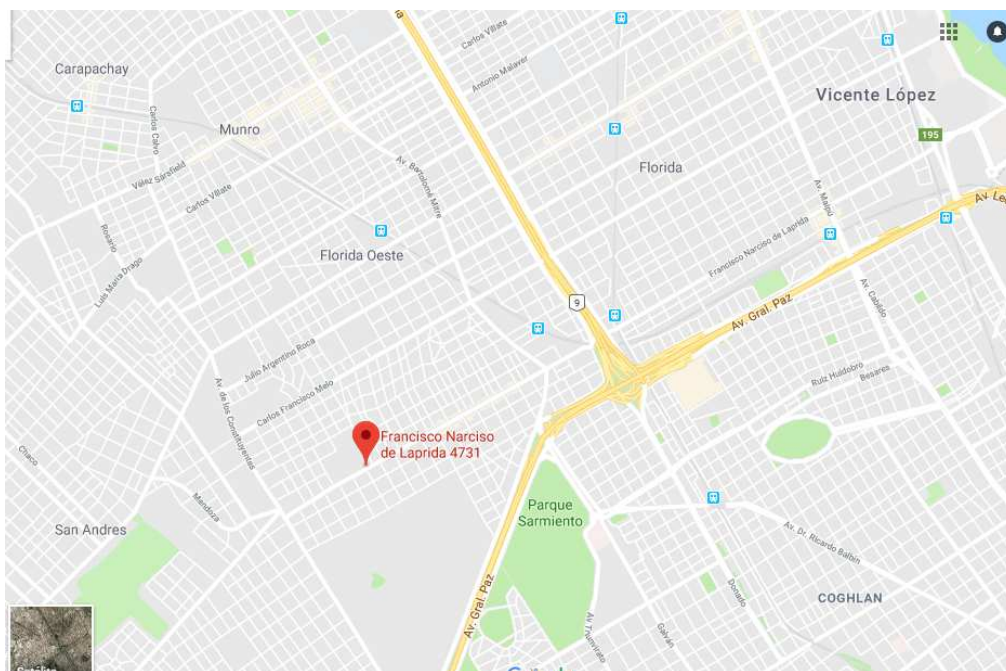 Carlos Villate
Antonio Malaver
Carapachay
Vicente López
Carlos Calvo
Munro
195
Av. Bartolomé Mitre
Florida
Vélez Sársfield
Carlos Villate
Av. Maipú
Rosario
Francisco Narciso de Laprida
Florida Oeste
Luis María Drago
Av. Cabildo
9
Av. Gral. Paz
Julio Argentino Roca
Ruiz Huidobro
Besares
Carlos Francisco Melo
Av. de los Constituyentes
Francisco Narciso
de Laprida 4731
Chaco
Mendoza
Parque
Sarmiento
San Andres
Av. Dr. Ricardo Balbín
Av. Gral. Paz
Donado
COGHLAN
Av Triunvirato
Galván